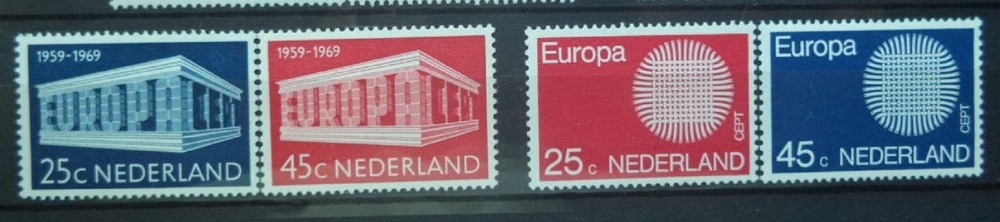 1959-1969
EUROPA CEPT
25c NEDERLAND
1959-1969
EUROPA CEPT
45c NEDERLAND
Europa
CEPT
25c NEDERLAND
Europa
CEPT
45c NEDERLAND